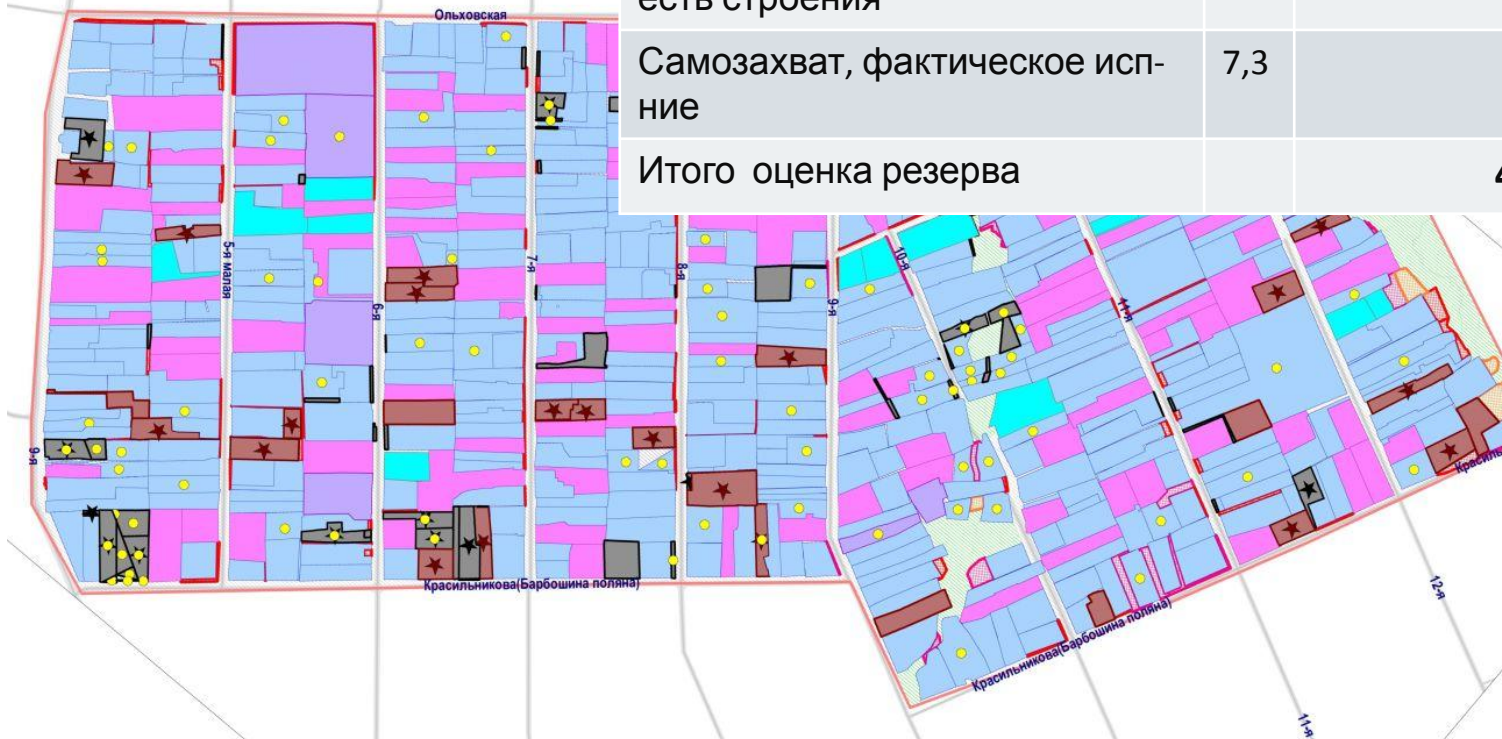 Ольховская
есть строения
Самозахват, фактическое исп-
ние
7,3
Итого оценка резерва
5-я малая
6-я
7-я
8-я
9-я
10-я
11-я
9-я
Красильникова(Барбошина поляна)
Красильникова(Барбошина поляна)
12-я
11-я